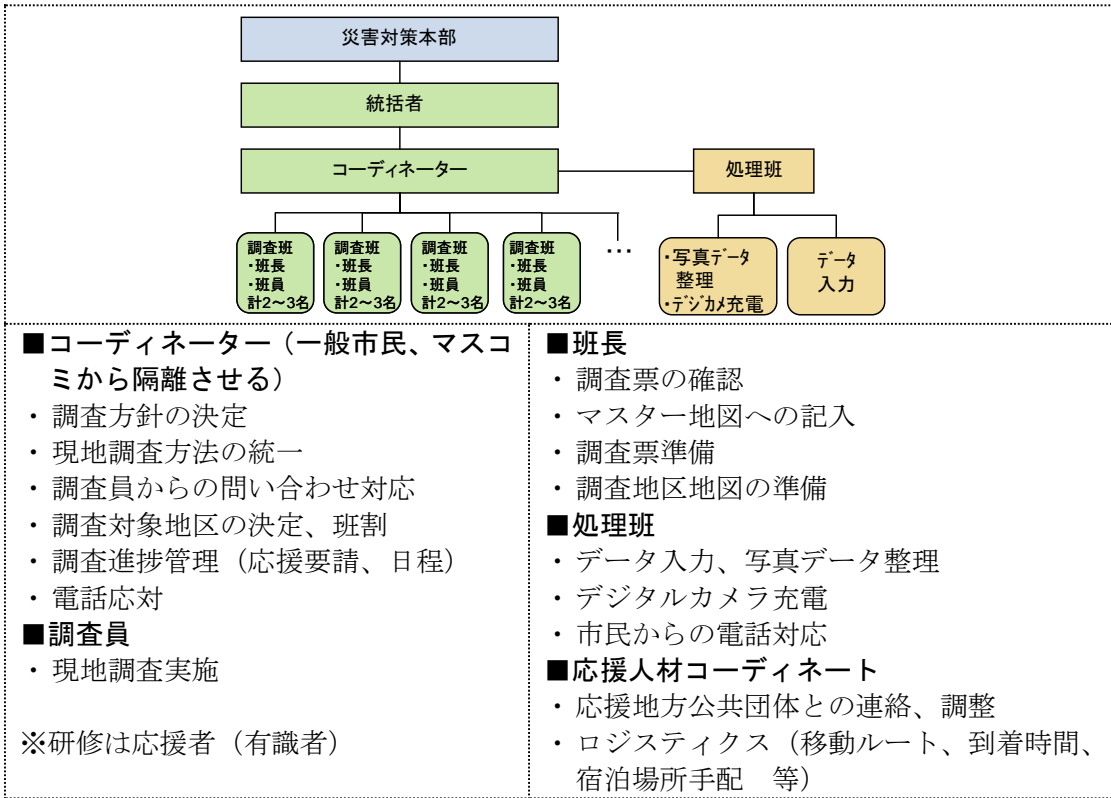 災害対策本部
統括者
コーディネーター
処理班
調査班
・班長
・班員
計2～3名
調査班
・班長
・班員
計2～3名
調査班
・班長
・班員
計2～3名
調査班
・班長
・班員
計2～3名
…
・写真データ
整理
・デジカメ充電
データ
入力
■コーディネーター（一般市民、マスコ
ミから隔離させる）
・調査方針の決定
・現地調査方法の統一
・調査員からの問い合わせ対応
・調査対象地区の決定、班割
・調査進捗管理（応援要請、日程）
・電話応対
■調査員
・現地調査実施
※研修は応援者（有識者）
■班長
・調査票の確認
・マスター地図への記入
・調査票準備
・調査地区地図の準備
■処理班
・データ入力、写真データ整理
・デジタルカメラ充電
・市民からの電話対応
■応援人材コーディネート
・応援地方公共団体との連絡、調整
・ロジスティクス（移動ルート、到着時間、
宿泊場所手配　等）